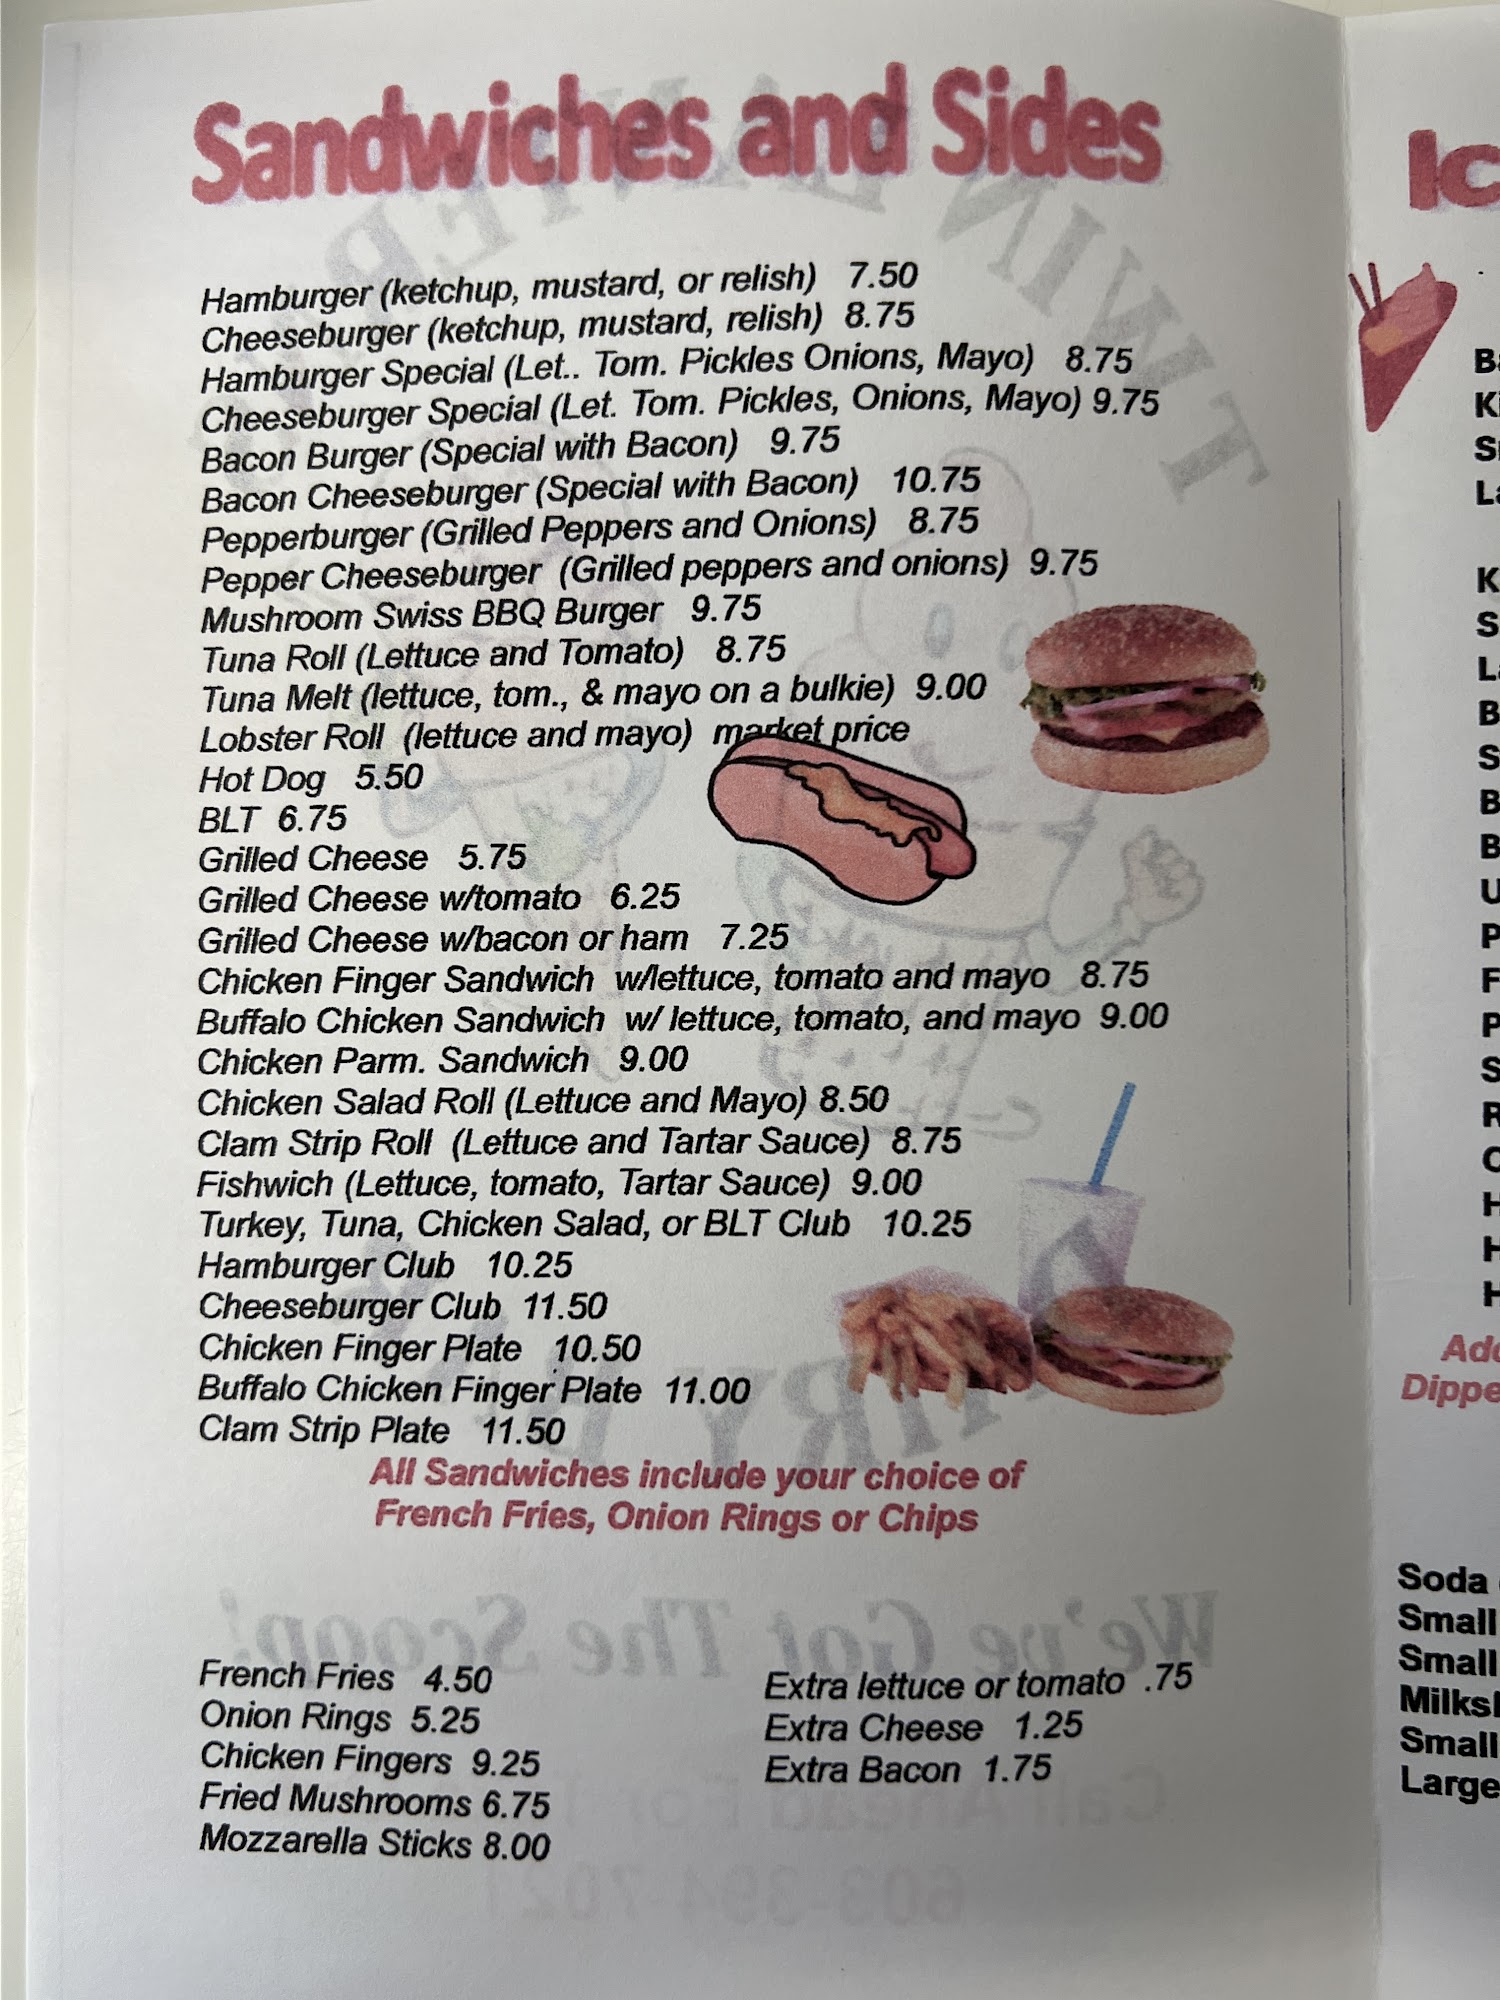 Sandwiches and Sides
Hamburger (ketchup, mustard, or relish) 7.50
Cheeseburger (ketchup, mustard, relish) 8.75
Hamburger Special (Let.. Tom. Pickles Onions, Mayo) 8.75
Cheeseburger Special (Let. Tom. Pickles, Onions, Mayo) 9.75
Bacon Burger (Special with Bacon) 9.75
Bacon Cheeseburger (Special with Bacon) 10.75
Pepperburger (Grilled Peppers and Onions) 8.75
Pepper Cheeseburger (Grilled peppers and onions) 9.75
Mushroom Swiss BBQ Burger 9.75
Tuna Roll (Lettuce and Tomato) 8.75
Tuna Melt (lettuce, tom., & mayo on a bulkie) 9.00
Lobster Roll (lettuce and mayo) market price
Hot Dog 5.50
BLT 6.75
Grilled Cheese 5.75
Grilled Cheese w/tomato 6.25
Grilled Cheese w/bacon or ham 7.25
Chicken Finger Sandwich w/lettuce, tomato and mayo 8.75
Buffalo Chicken Sandwich w/ lettuce, tomato, and mayo 9.00
Chicken Parm. Sandwich 9.00
Chicken Salad Roll (Lettuce and Mayo) 8.50
Clam Strip Roll (Lettuce and Tartar Sauce) 8.75
Fishwich (Lettuce, tomato, Tartar Sauce) 9.00
Turkey, Tuna, Chicken Salad, or BLT Club 10.25
Hamburger Club 10.25
Cheeseburger Club 11.50
Chicken Finger Plate 10.50
Buffalo Chicken Finger Plate 11.00
Clam Strip Plate 11.50
All Sandwiches include your choice of
French Fries, Onion Rings or Chips
We've Got The Scoop!
French Fries 4.50
Onion Rings 5.25
Chicken Fingers 9.25
Fried Mushrooms 6.75
Mozzarella Sticks 8.00
Extra lettuce or tomato .75
Extra Cheese 1.25
Extra Bacon 1.75
Soda
Small
Small
Small
Large